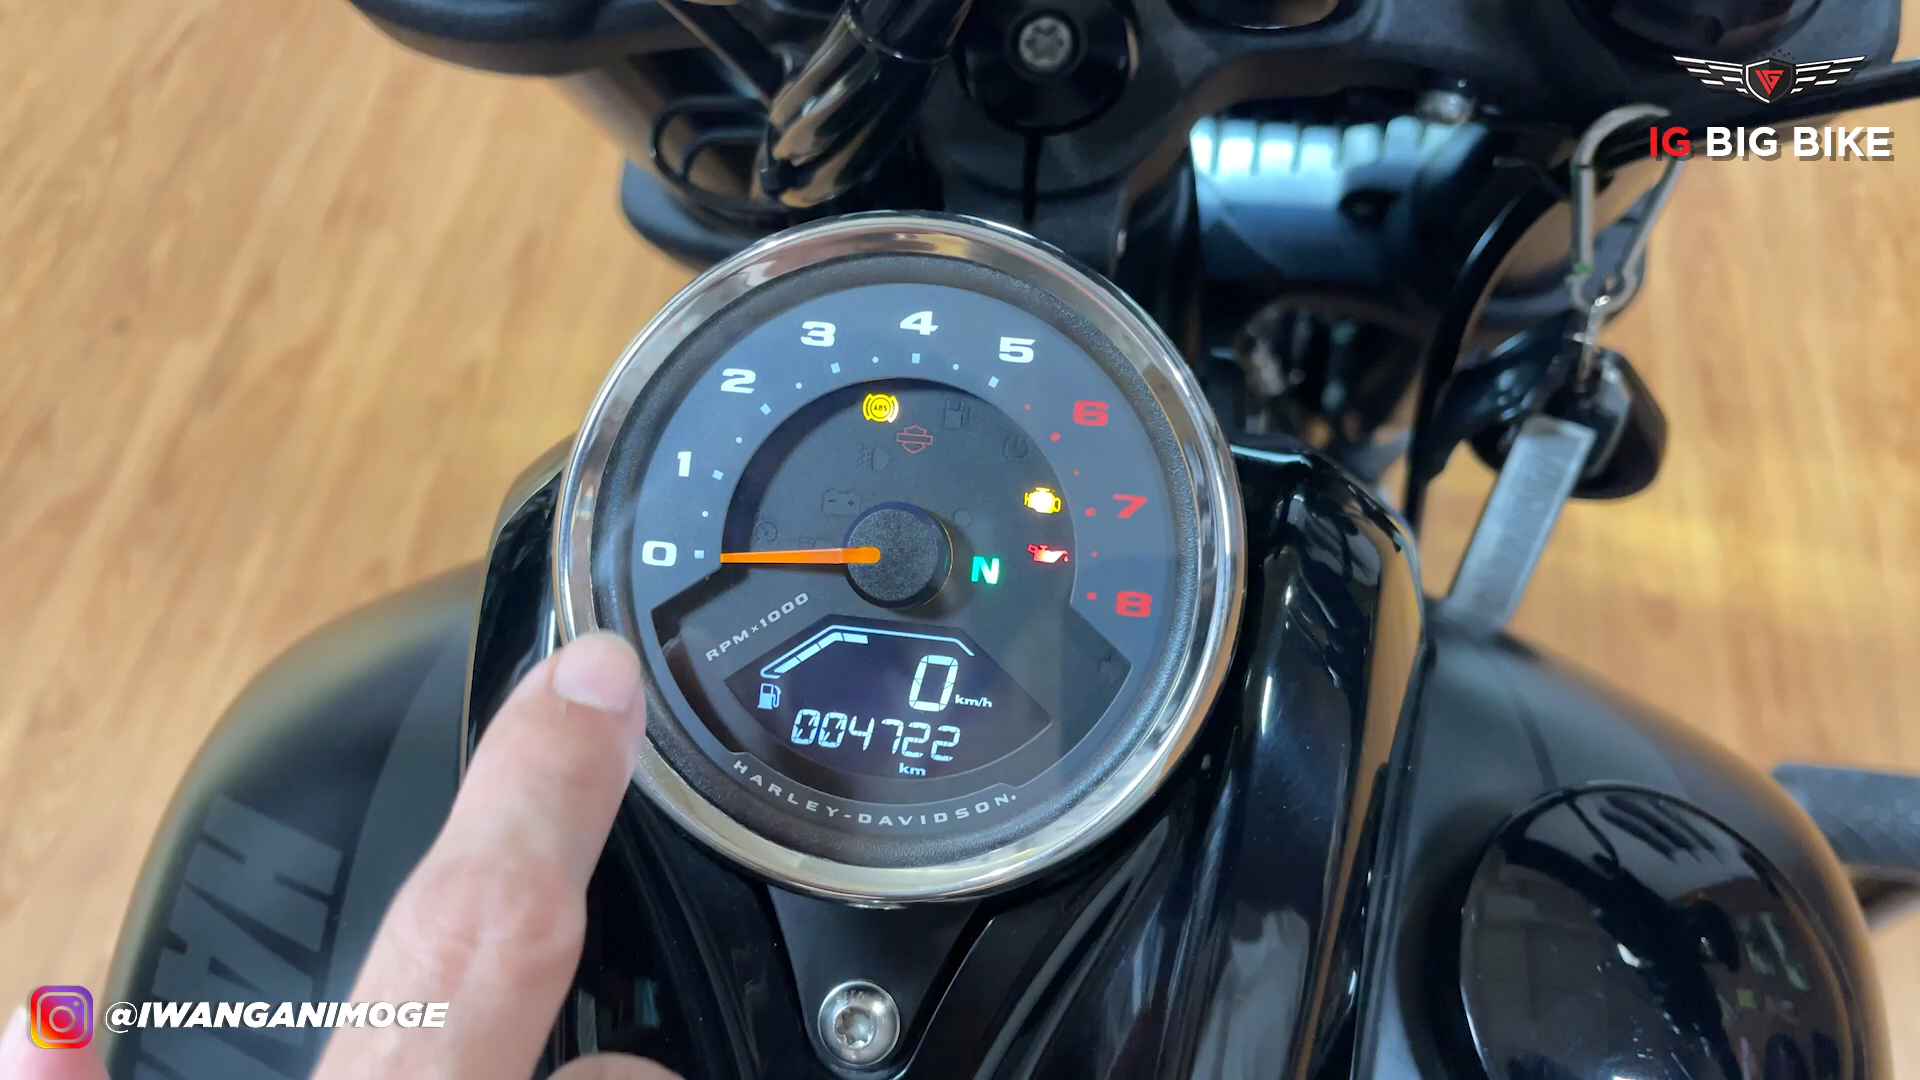 IG BIG BIKE
4
3
5
2
6
ABS
1
7
0
N
8
RPMx1000
0 km/h
004722
km
HARLEY-DAVIDSON.
@IWANGANIMOGE